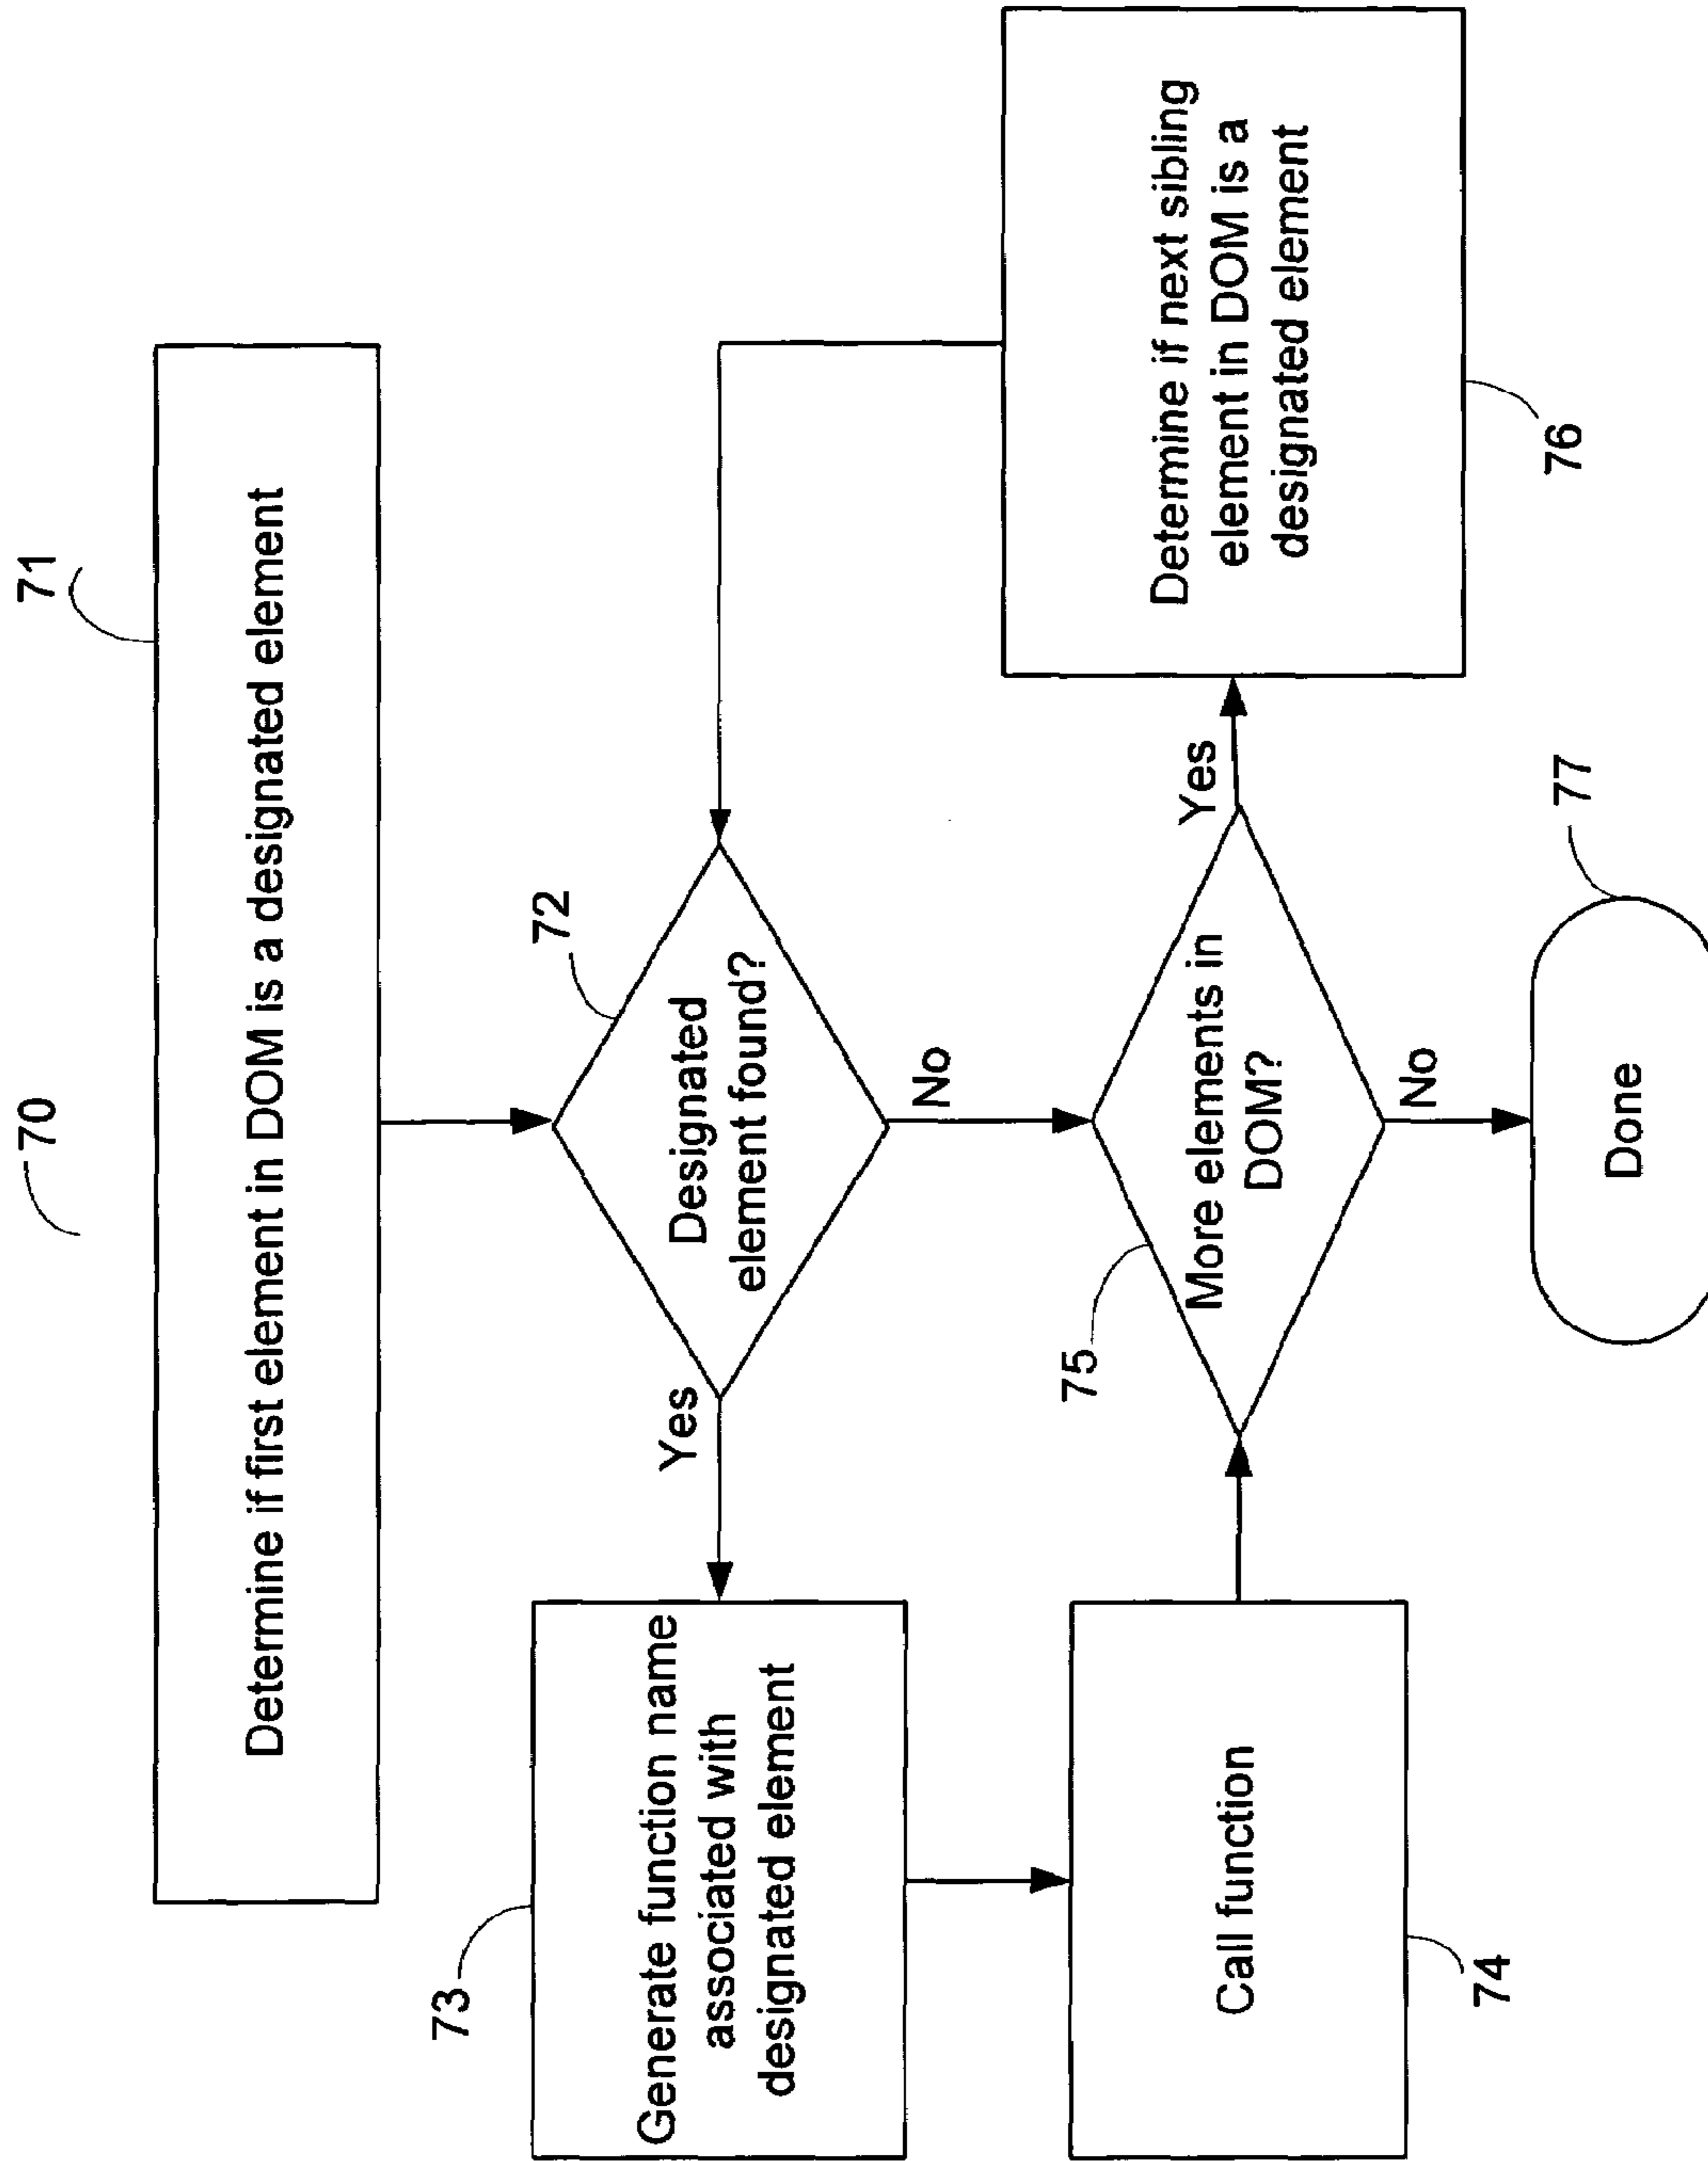 70
71
Determine if first element in DOM is a designated element
72
Designated
element found?
Yes
No
73
Generate function name
associated with
designated element
Call function
74
75
More elements in
DOM?
Yes
No
Determine if next sibling
element in DOM is a
designated element
76
77
Done